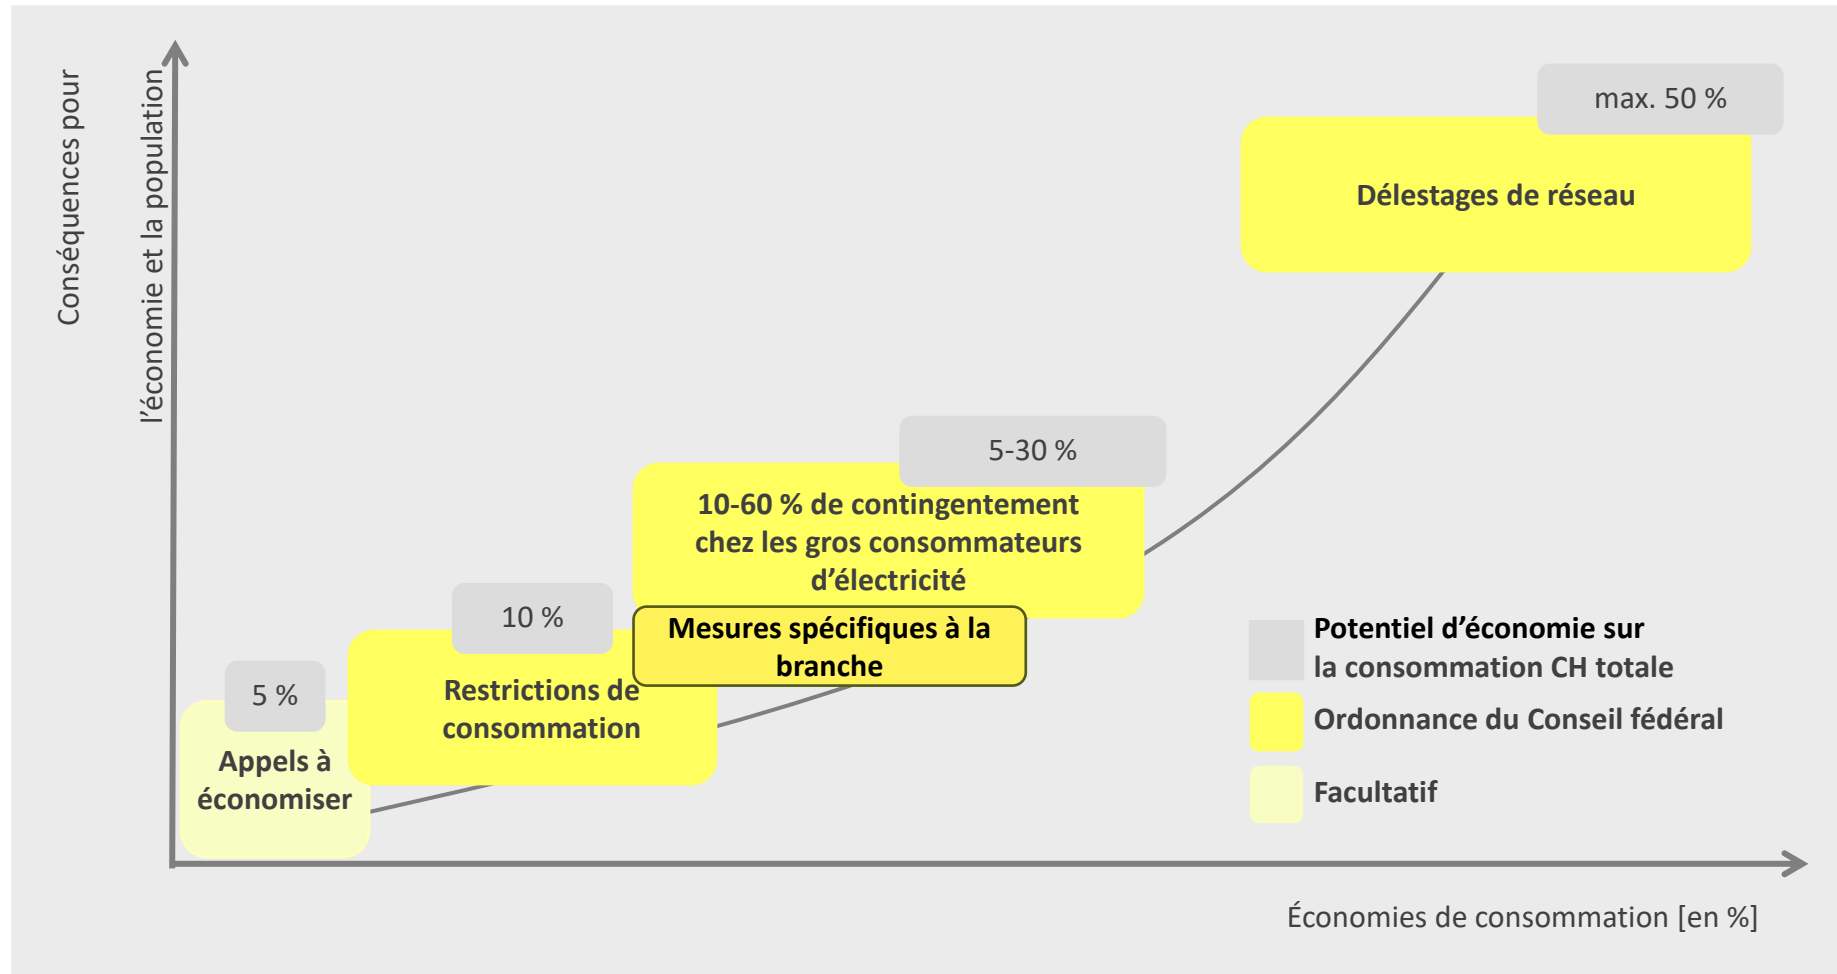 Conséquences pour
l’économie et la population
max. 50 %
Délestages de réseau
5-30 %
10-60 % de contingentement
chez les gros consommateurs
d’électricité
Mesures spécifiques à la
branche
10 %
Restrictions de
consommation
5 %
Appels à
économiser
Potentiel d’économie sur
la consommation CH totale
Ordonnance du Conseil fédéral
Facultatif
Économies de consommation [en %]